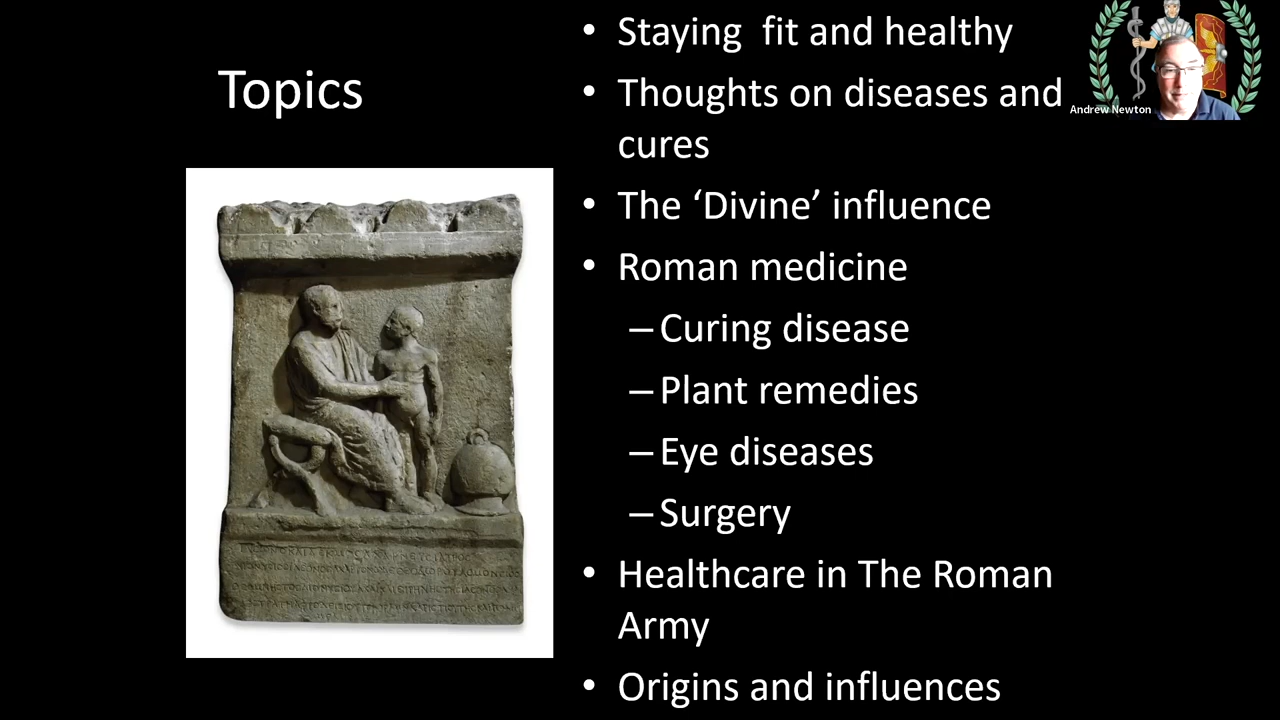 Topics
• Staying fit and healthy
• Thoughts on diseases and
cures
• The ‘Divine’ influence
• Roman medicine
– Curing disease
– Plant remedies
– Eye diseases
– Surgery
• Healthcare in The Roman
Army
• Origins and influences
Andrew Newton